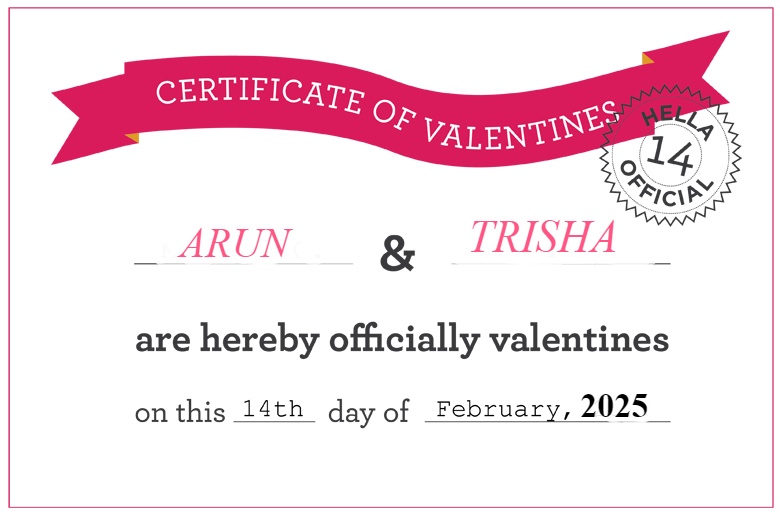 CERTIFICATE OF VALENTINES
HELLA
14
OFFICIAL
ARUN & TRISHA
are hereby officially valentines
on this 14th day of February, 2025